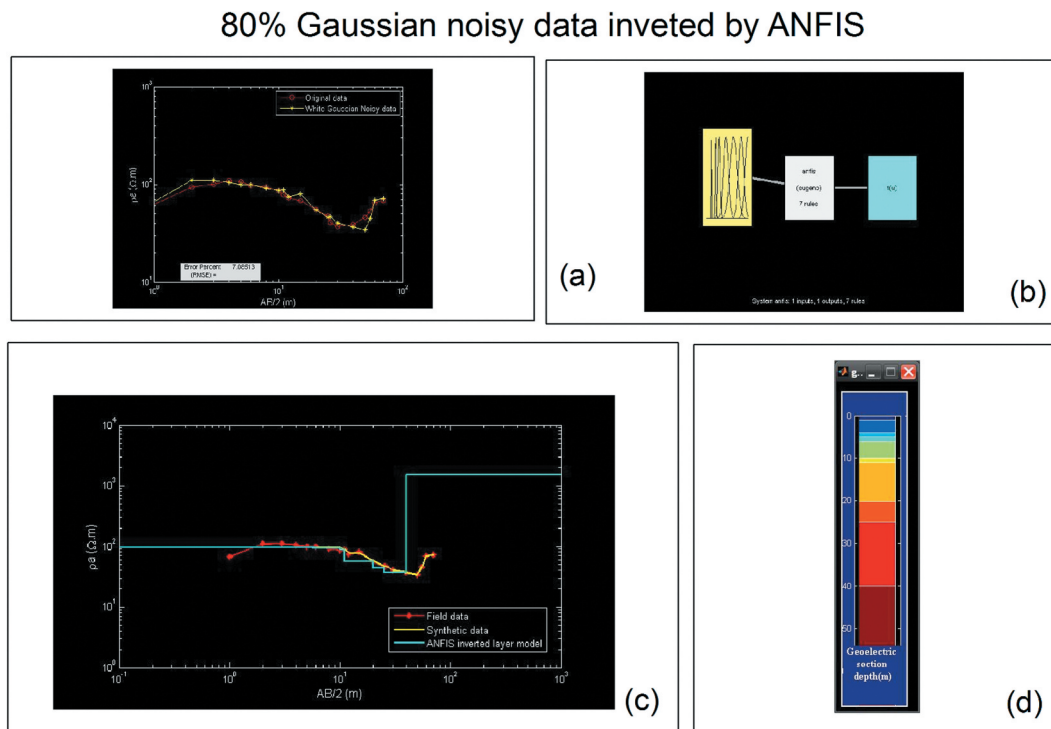 80% Gaussian noisy data inveted by ANFIS
10³
10²
10¹
ρa (Ω.m)
Original data
White Gaussian Noisy data
Error Percent 7.08513
(RMSE) =
10⁰
10¹
10²
AB/2 (m)
(a)
anfis
(sugeno)
7 rules
f(u)
System anfis: 1 inputs, 1 outputs, 7 rules
(b)
10⁴
10³
10²
10¹
10⁰
ρa (Ω.m)
Field data
Synthetic data
ANFIS inverted layer model
10⁻¹
10⁰
10¹
10²
10³
AB/2 (m)
(c)
g..
0
10
20
30
40
50
Geoelectric
section
depth(m)
(d)